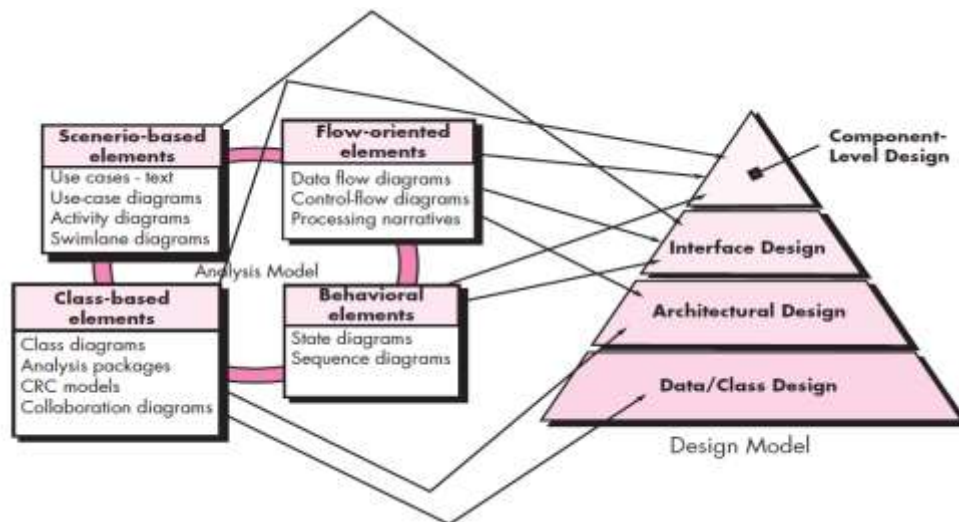 Scenerio-based
elements
Use cases - text
Use-case diagrams
Activity diagrams
Swimlane diagrams
Flow-oriented
elements
Data flow diagrams
Control-flow diagrams
Processing narratives
Analysis Model
Class-based
elements
Class diagrams
Analysis packages
CRC models
Collaboration diagrams
Behavioral
elements
State diagrams
Sequence diagrams
Component-
Level Design
Interface Design
Architectural Design
Data/Class Design
Design Model